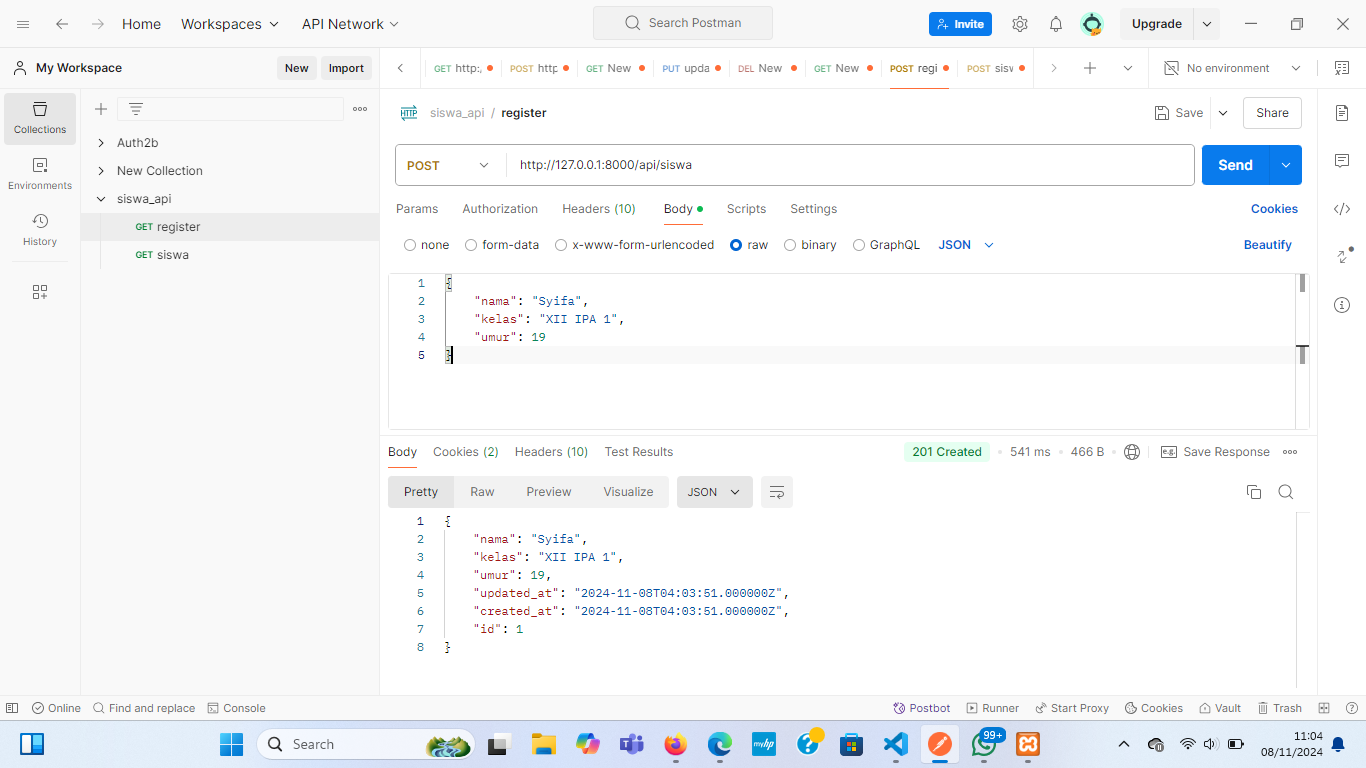 Home Workspaces API Network Search Postman Invite Upgrade
My Workspace New Import GET http:, POST http GET New PUT upda DEL New GET New POST regi POST sisw No environment
Collections
Environments
History
Auth2b
New Collection
siswa_api
GET register
GET siswa
HTTP siswa_api / register Save Share
POST http://127.0.0.1:8000/api/siswa Send
Params Authorization Headers (10) Body Scripts Settings Cookies
none form-data x-www-form-urlencoded raw binary GraphQL JSON Beautify
1 {
2 "nama": "Syifa",
3 "kelas": "XII IPA 1",
4 "umur": 19
5 }
Body Cookies (2) Headers (10) Test Results 201 Created 541 ms 466 B e.g. Save Response
Pretty Raw Preview Visualize JSON
1 {
2 "nama": "Syifa",
3 "kelas": "XII IPA 1",
4 "umur": 19,
5 "updated_at": "2024-11-08T04:03:51.000000Z",
6 "created_at": "2024-11-08T04:03:51.000000Z",
7 "id": 1
8 }
Online Find and replace Console Postbot Runner Start Proxy Cookies Vault Trash
Search myhp 99+ 11:04
08/11/2024